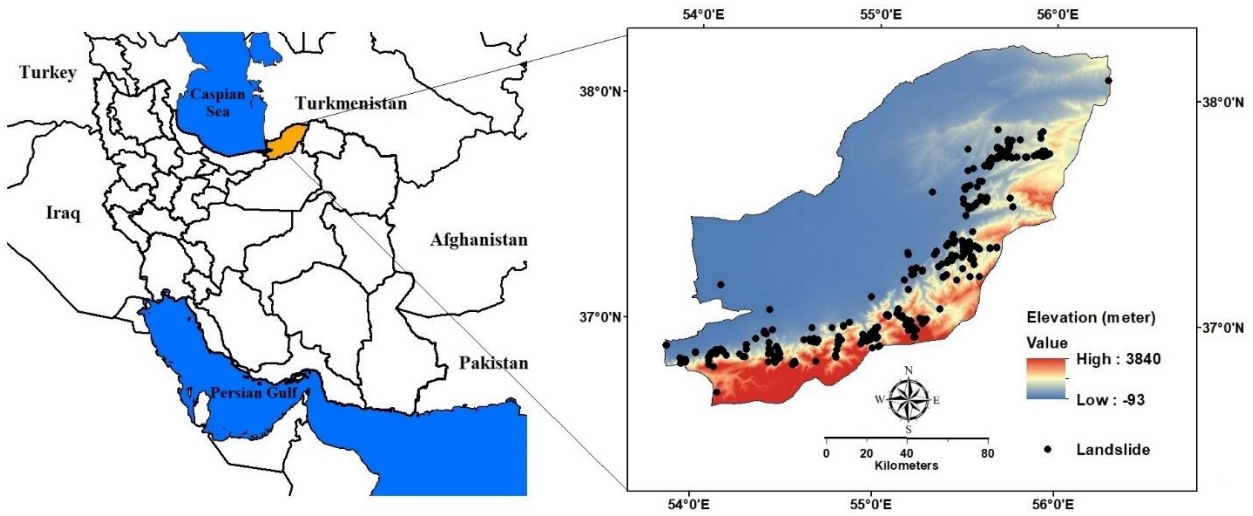 Turkey
Caspian
Sea
Turkmenistan
Iraq
Afghanistan
Pakistan
Persian Gulf
54°0'E
55°0'E
56°0'E
38°0'N
38°0'N
37°0'N
37°0'N
Elevation (meter)
Value
High : 3840
Low : -93
Landslide
N
W
E
S
0
20
40
80
Kilometers
54°0'E
55°0'E
56°0'E